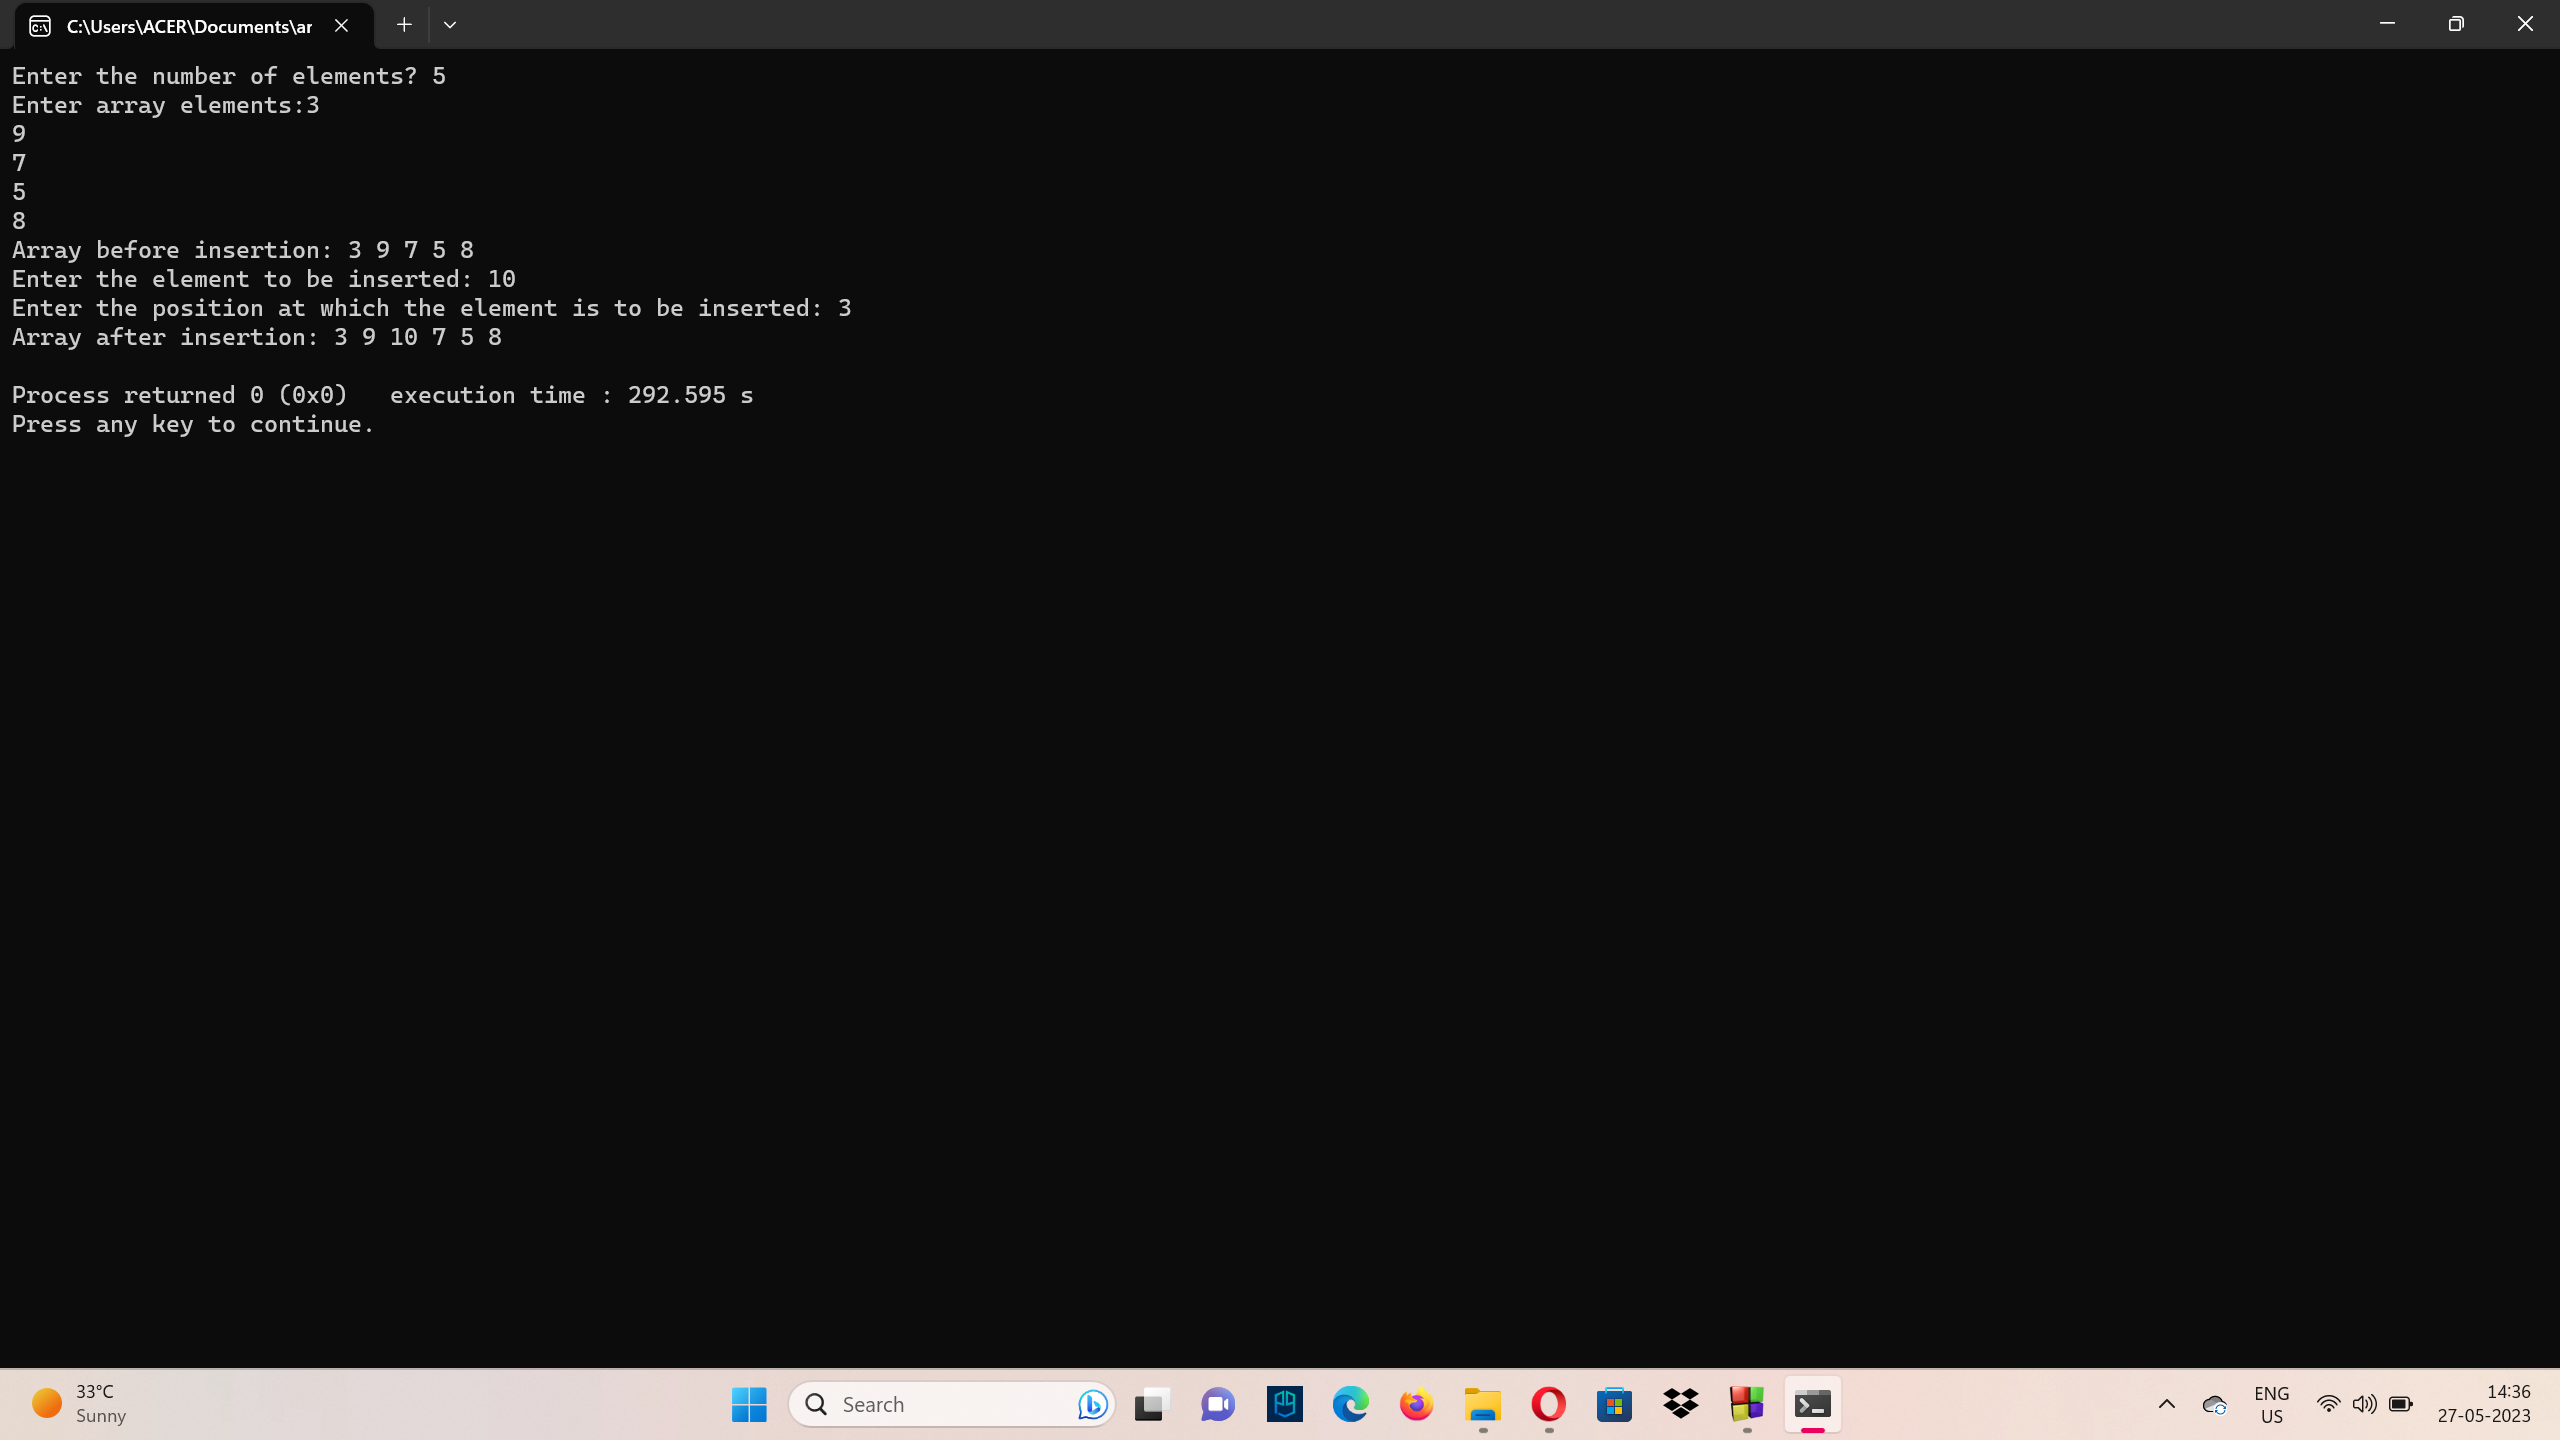 C:\Users\ACER\Documents\ar
Enter the number of elements? 5
Enter array elements:3
9
7
5
8
Array before insertion: 3 9 7 5 8
Enter the element to be inserted: 10
Enter the position at which the element is to be inserted: 3
Array after insertion: 3 9 10 7 5 8
Process returned 0 (0x0)   execution time : 292.595 s
Press any key to continue.
33°C
Sunny
Search
ENG
US
14:36
27-05-2023